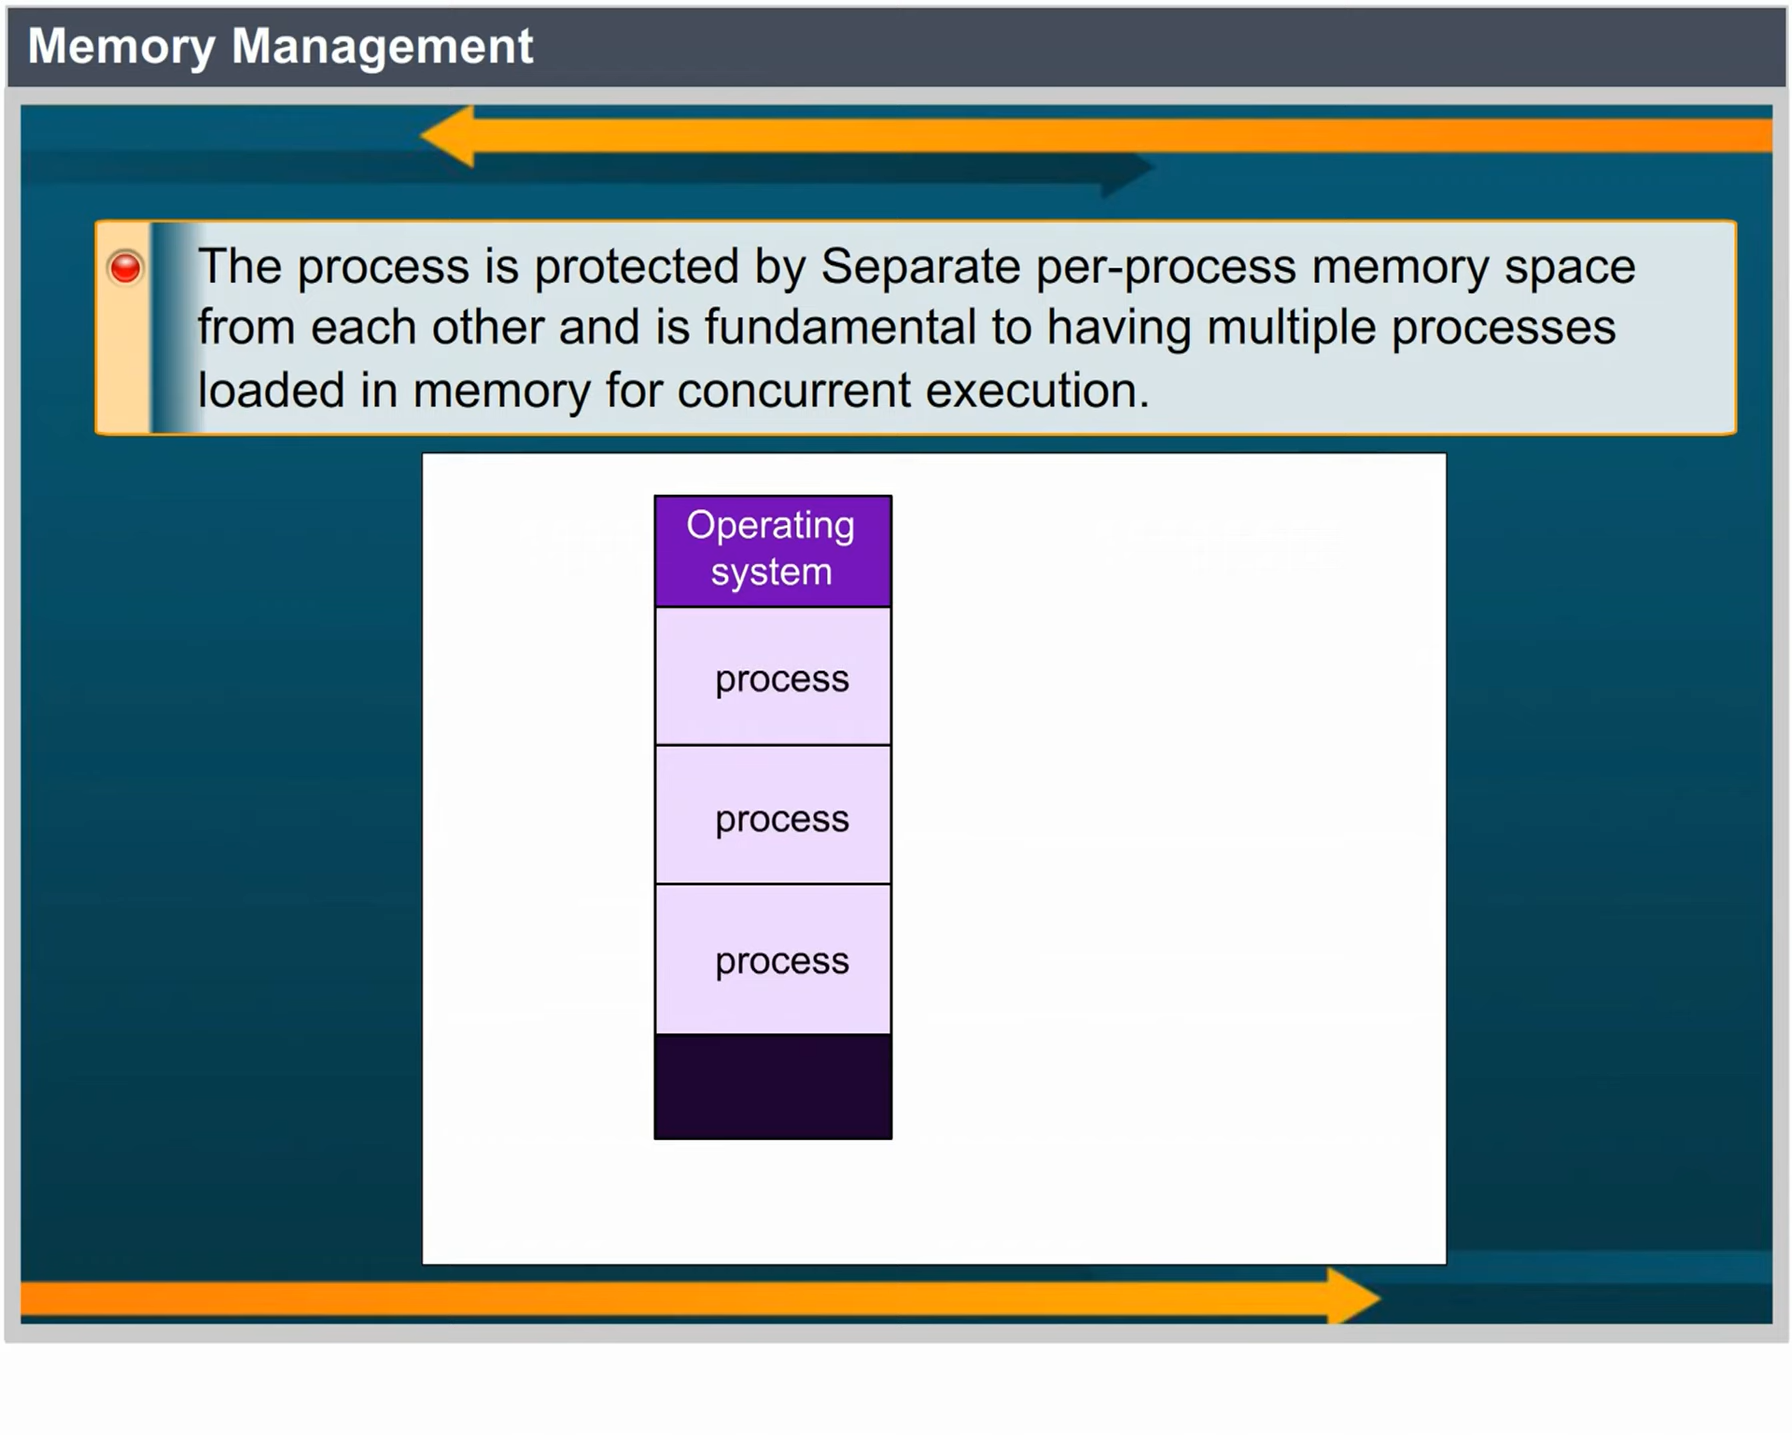 Memory Management
The process is protected by Separate per-process memory space
from each other and is fundamental to having multiple processes
loaded in memory for concurrent execution.
Operating
system
process
process
process